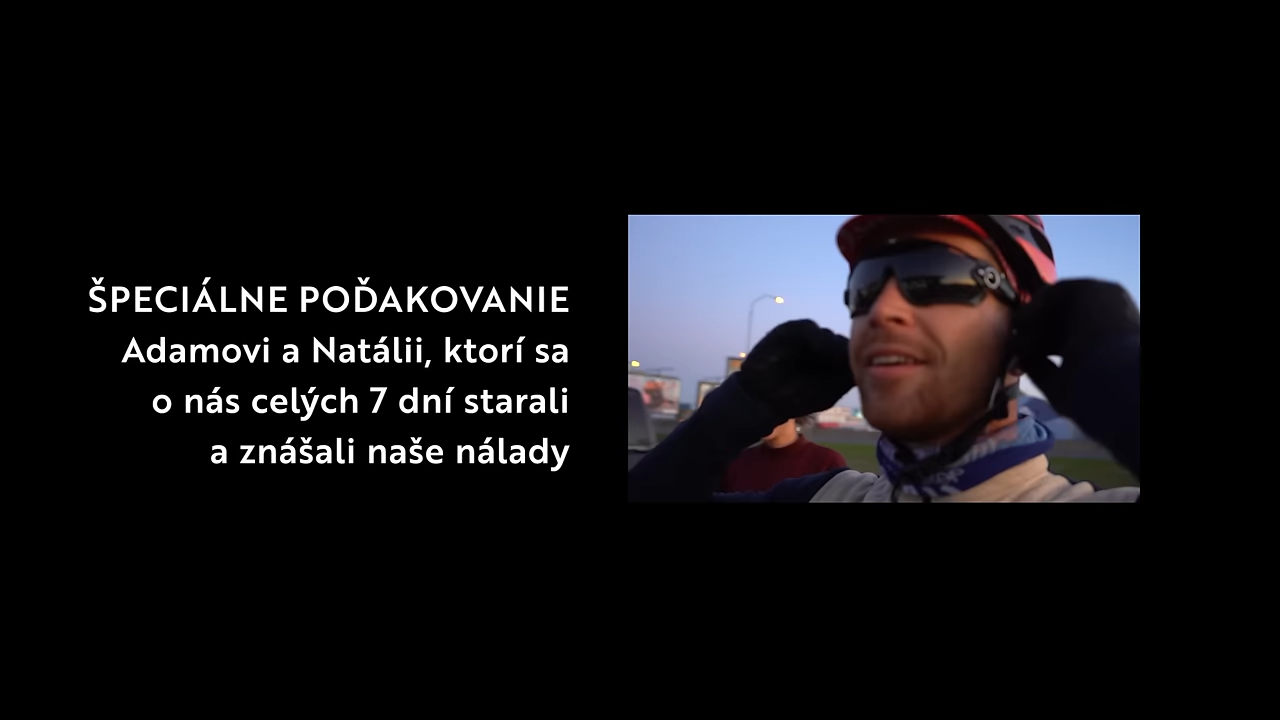 ŠPECIÁLNE POĎAKOVANIE
Adamovi a Natálii, ktorí sa
o nás celých 7 dní starali
a znášali naše nálady